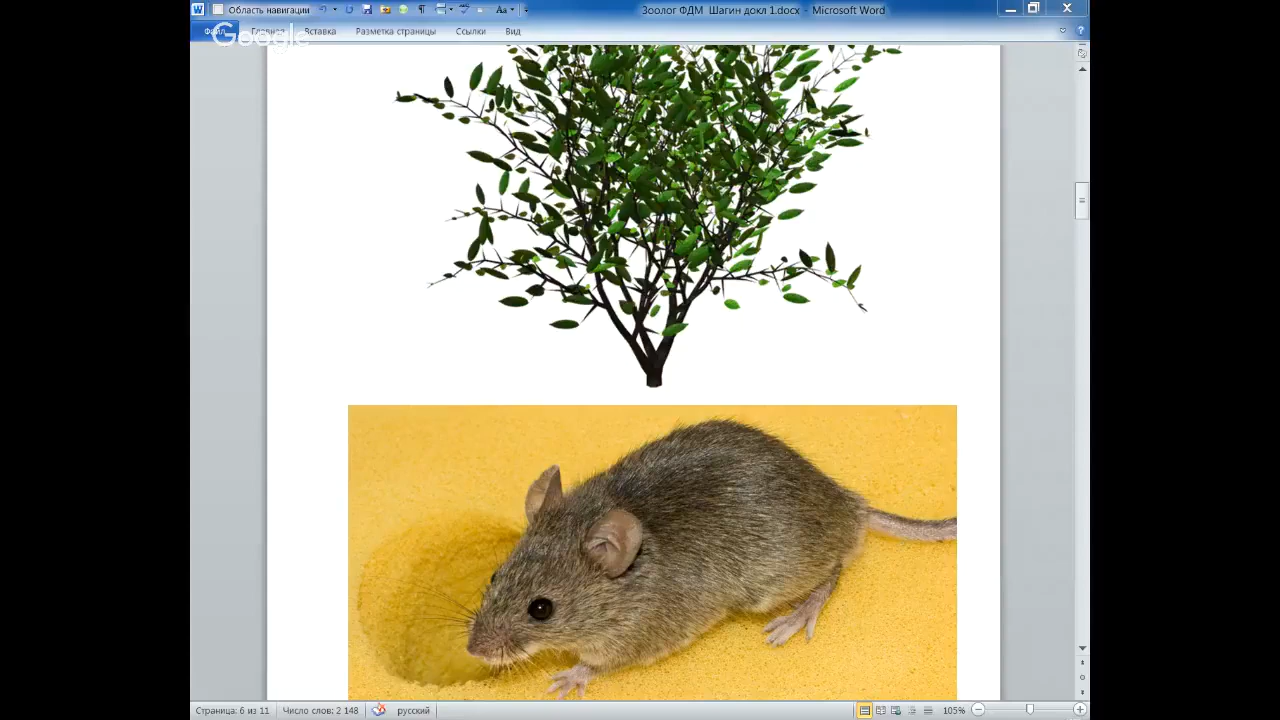 Область навигации
Aa
Зоолог ФДМ Шагин докл 1.docx - Microsoft Word
Файл Главная Вставка Разметка страницы Ссылки Вид
Google
Страница: 6 из 11 Число слов: 2 148 русский 105%